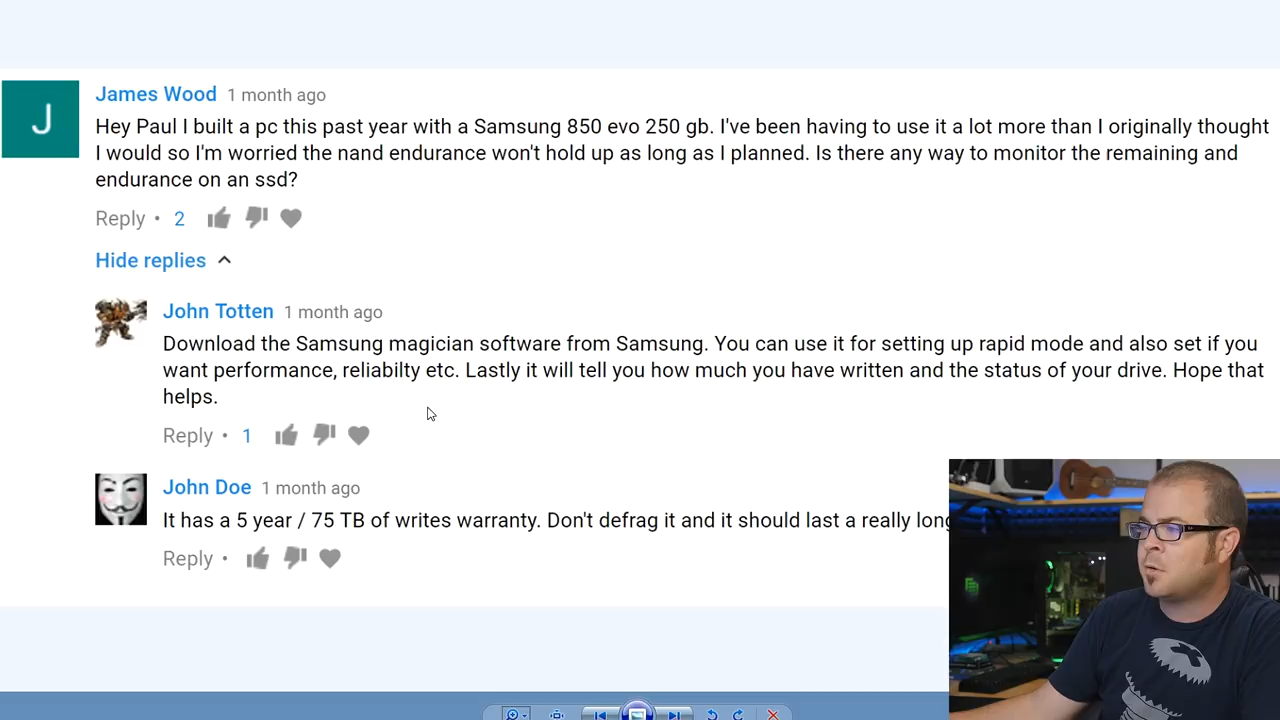 James Wood 1 month ago
Hey Paul I built a pc this past year with a Samsung 850 evo 250 gb. I've been having to use it a lot more than I originally thought
I would so I'm worried the nand endurance won't hold up as long as I planned. Is there any way to monitor the remaining and
endurance on an ssd?
Reply • 2
Hide replies
John Totten 1 month ago
Download the Samsung magician software from Samsung. You can use it for setting up rapid mode and also set if you
want performance, reliabilty etc. Lastly it will tell you how much you have written and the status of your drive. Hope that
helps.
Reply • 1
John Doe 1 month ago
It has a 5 year / 75 TB of writes warranty. Don't defrag it and it should last a really long
Reply •
J